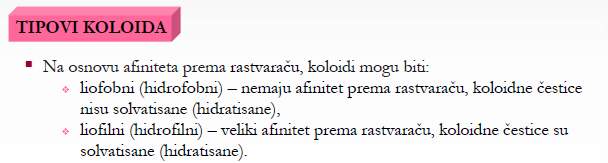 TIPOVI KOLOIDA
▪ Na osnovu afiniteta prema rastvaraču, koloidi mogu biti:
❖ liofobni (hidrofobni) – nemaju afinitet prema rastvaraču, koloidne čestice
nisu solvatisane (hidratisane),
❖ liofilni (hidrofilni) – veliki afinitet prema rastvaraču, koloidne čestice su
solvatisane (hidratisane).